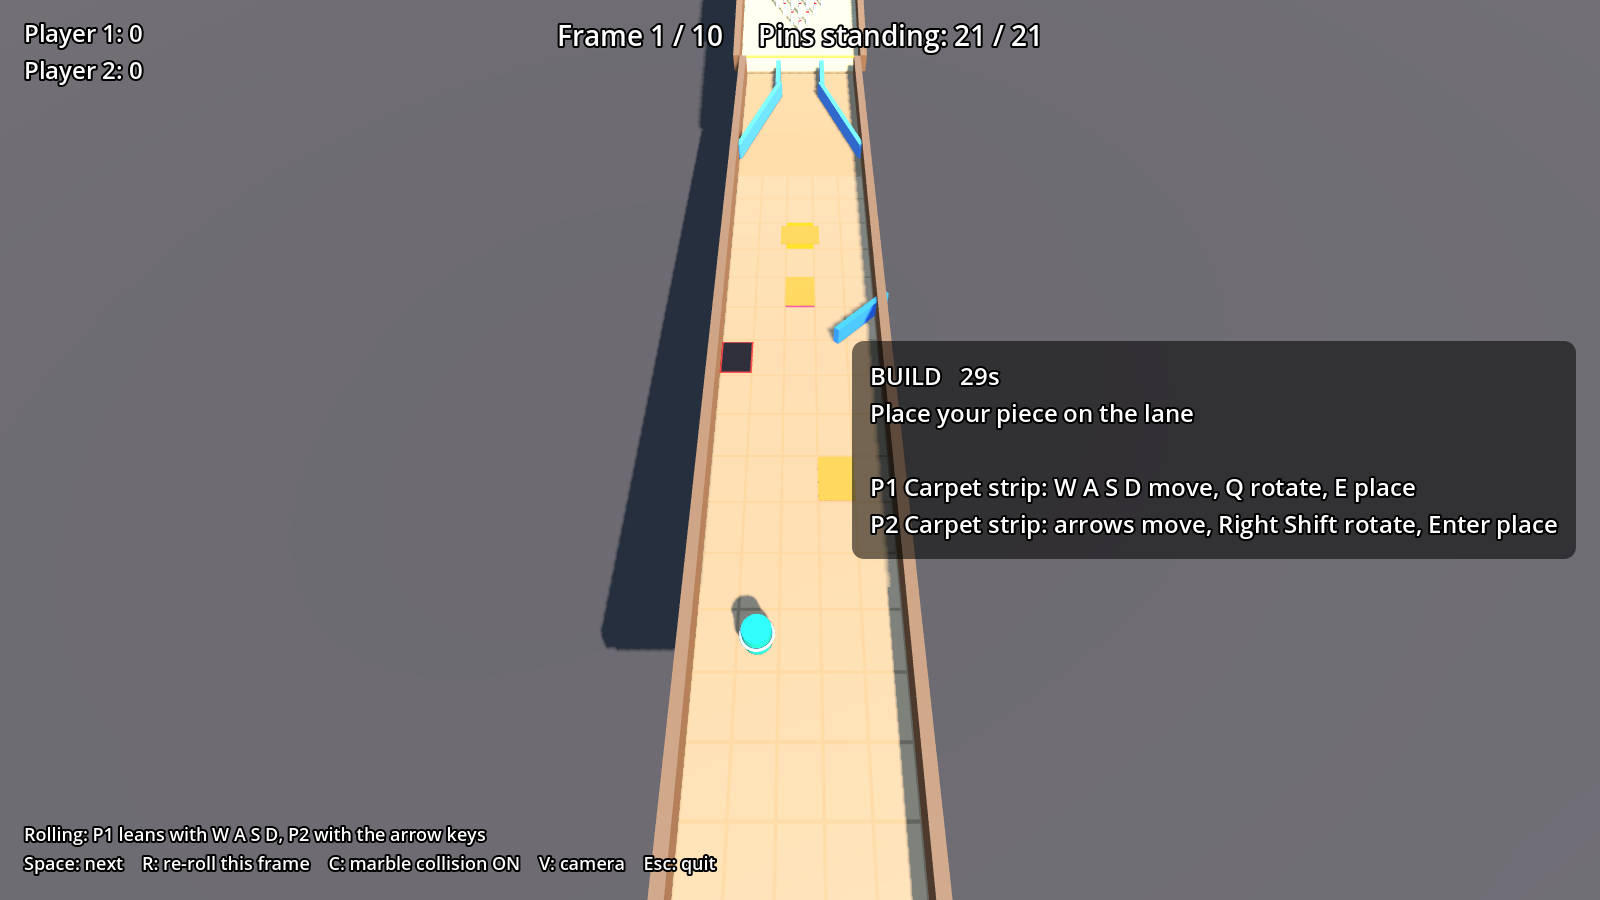 Player 1: 0
Player 2: 0
Frame 1 / 10 Pins standing: 21 / 21
BUILD 29s
Place your piece on the lane
P1 Carpet strip: W A S D move, Q rotate, E place
P2 Carpet strip: arrows move, Right Shift rotate, Enter place
Rolling: P1 leans with W A S D, P2 with the arrow keys
Space: next R: re-roll this frame C: marble collision ON V: camera Esc: quit